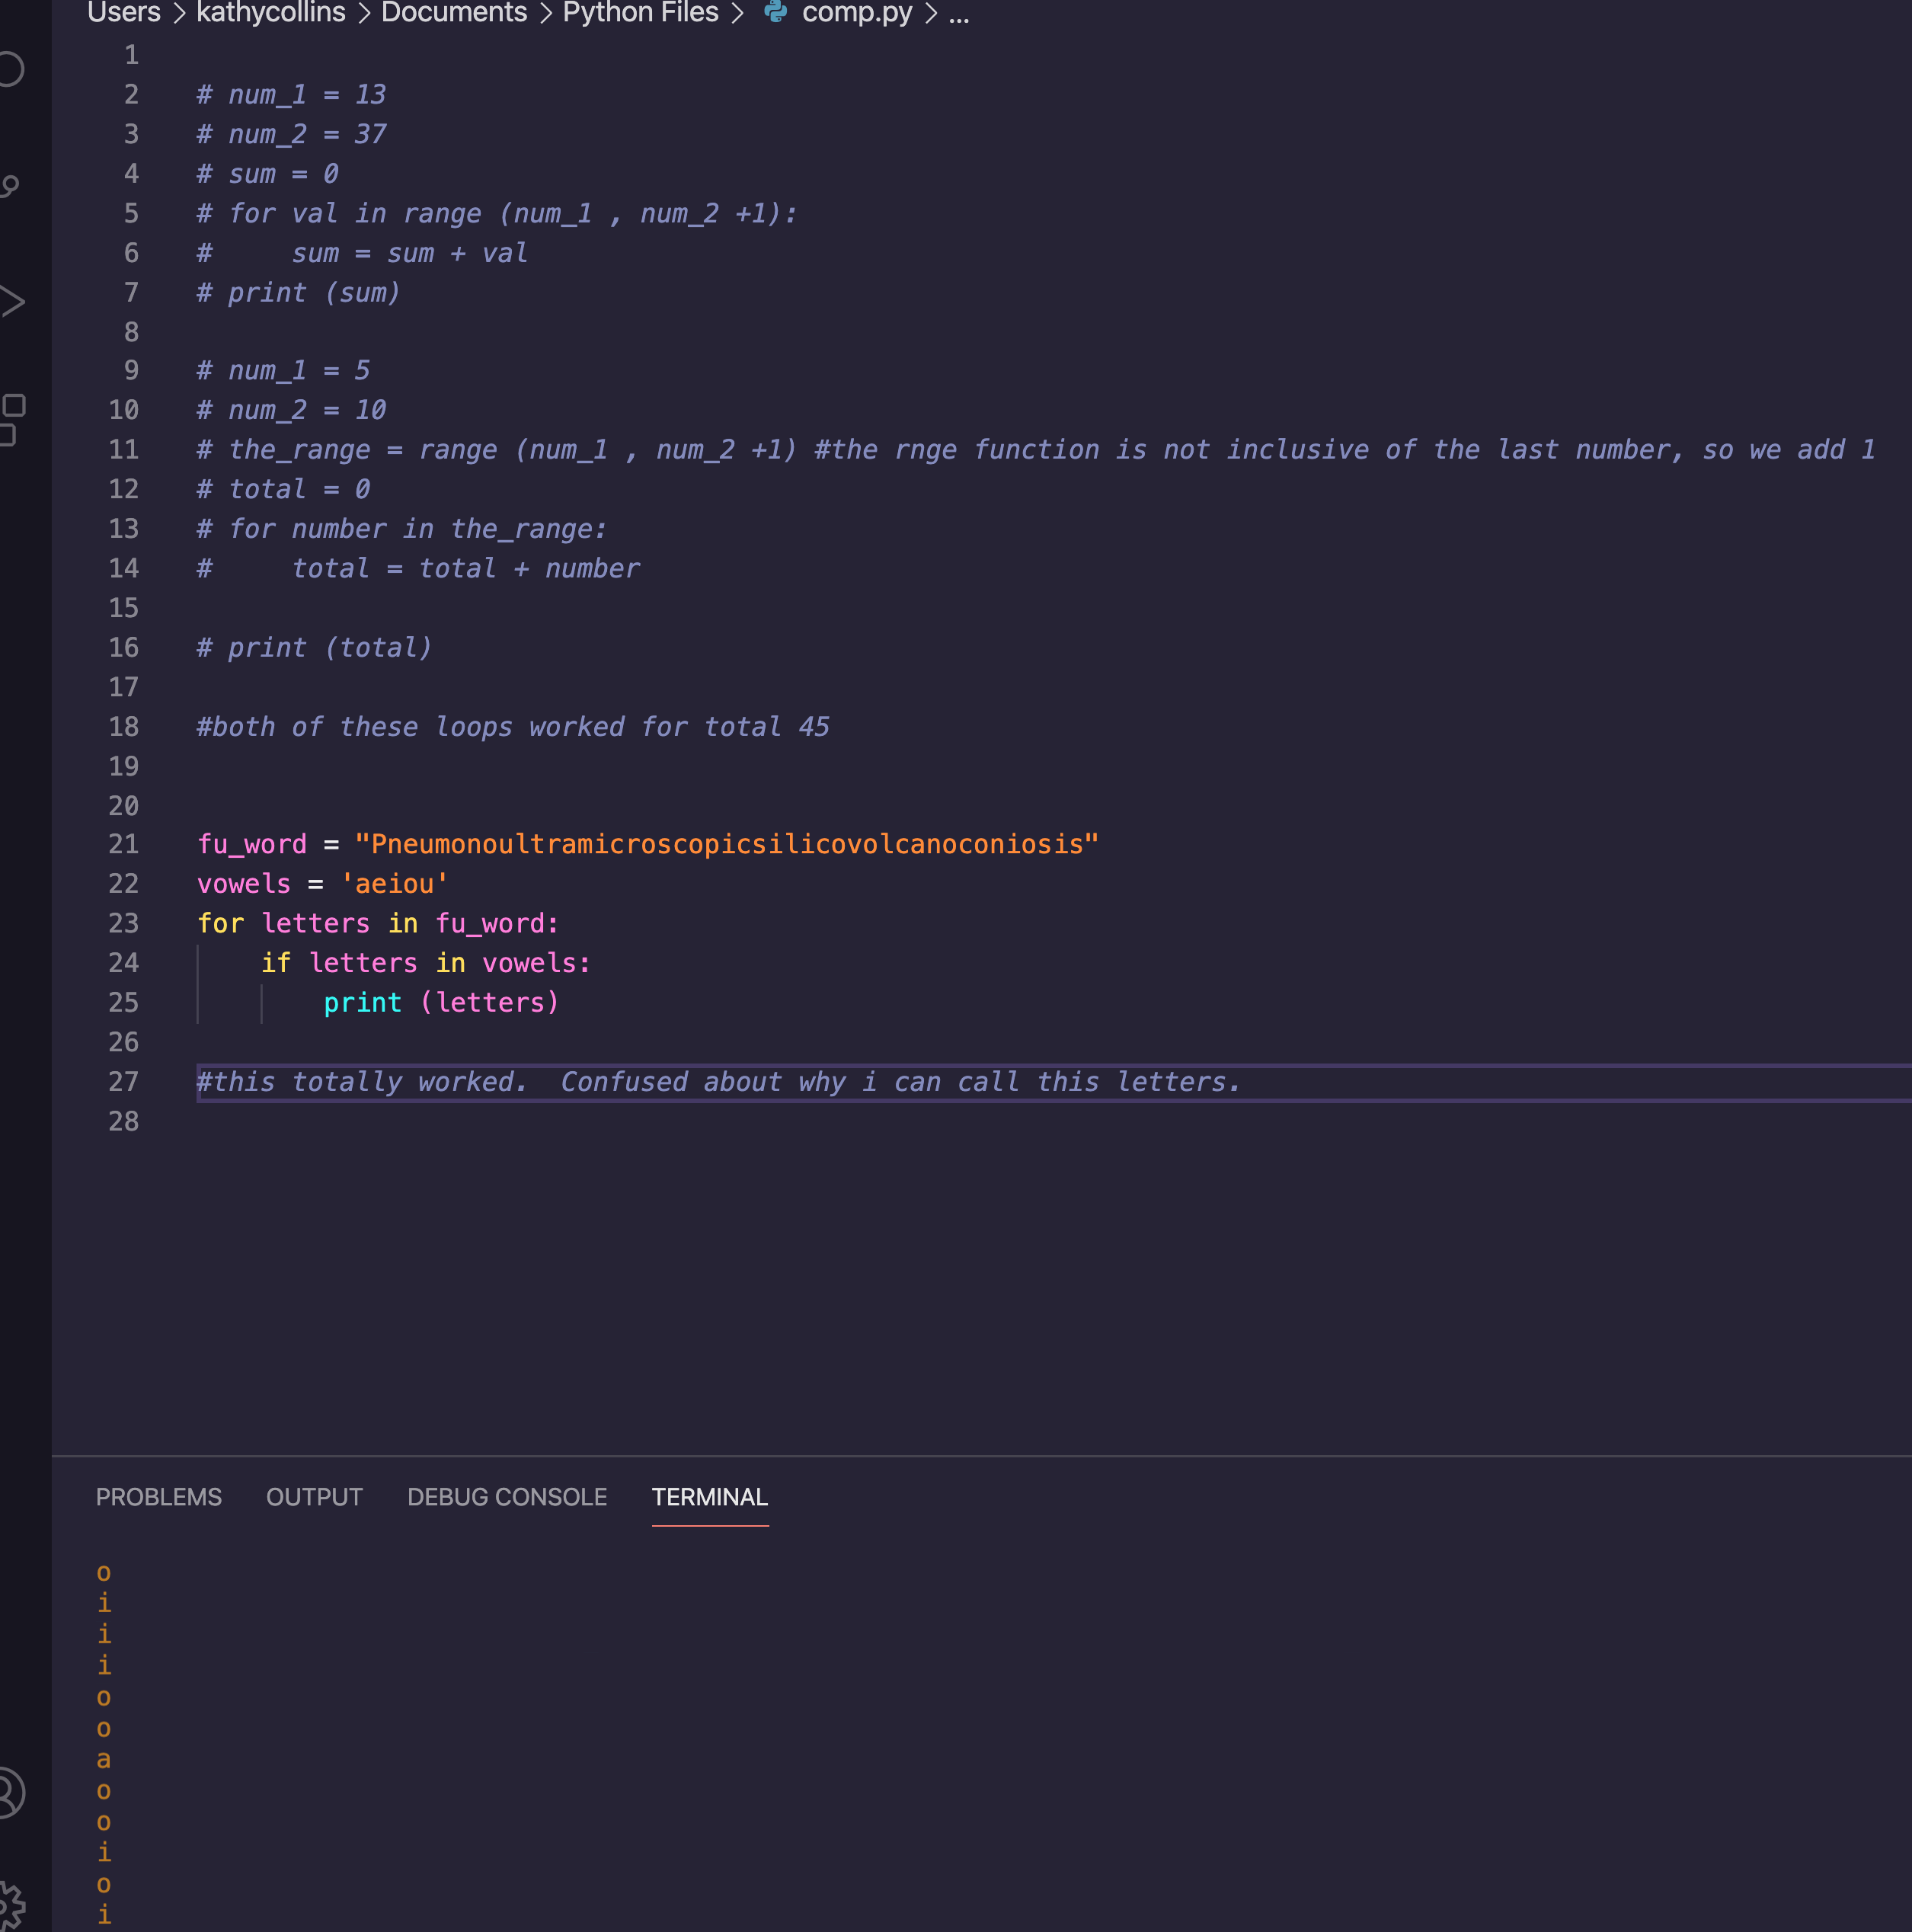 Users > kathycollins > Documents > Python Files > comp.py > ...
1
2 # num_1 = 13
3 # num_2 = 37
4 # sum = 0
5 # for val in range (num_1 , num_2 +1):
6 #     sum = sum + val
7 # print (sum)
8
9 # num_1 = 5
10 # num_2 = 10
11 # the_range = range (num_1 , num_2 +1) #the rnge function is not inclusive of the last number, so we add 1
12 # total = 0
13 # for number in the_range:
14 #     total = total + number
15
16 # print (total)
17
18 #both of these loops worked for total 45
19
20
21 fu_word = "Pneumonoultramicroscopicsilicovolcanoconiosis"
22 vowels = 'aeiou'
23 for letters in fu_word:
24     if letters in vowels:
25         print (letters)
26
27 #this totally worked.  Confused about why i can call this letters.
28
PROBLEMS OUTPUT DEBUG CONSOLE TERMINAL
o
i
i
i
o
o
a
o
o
i
o
i